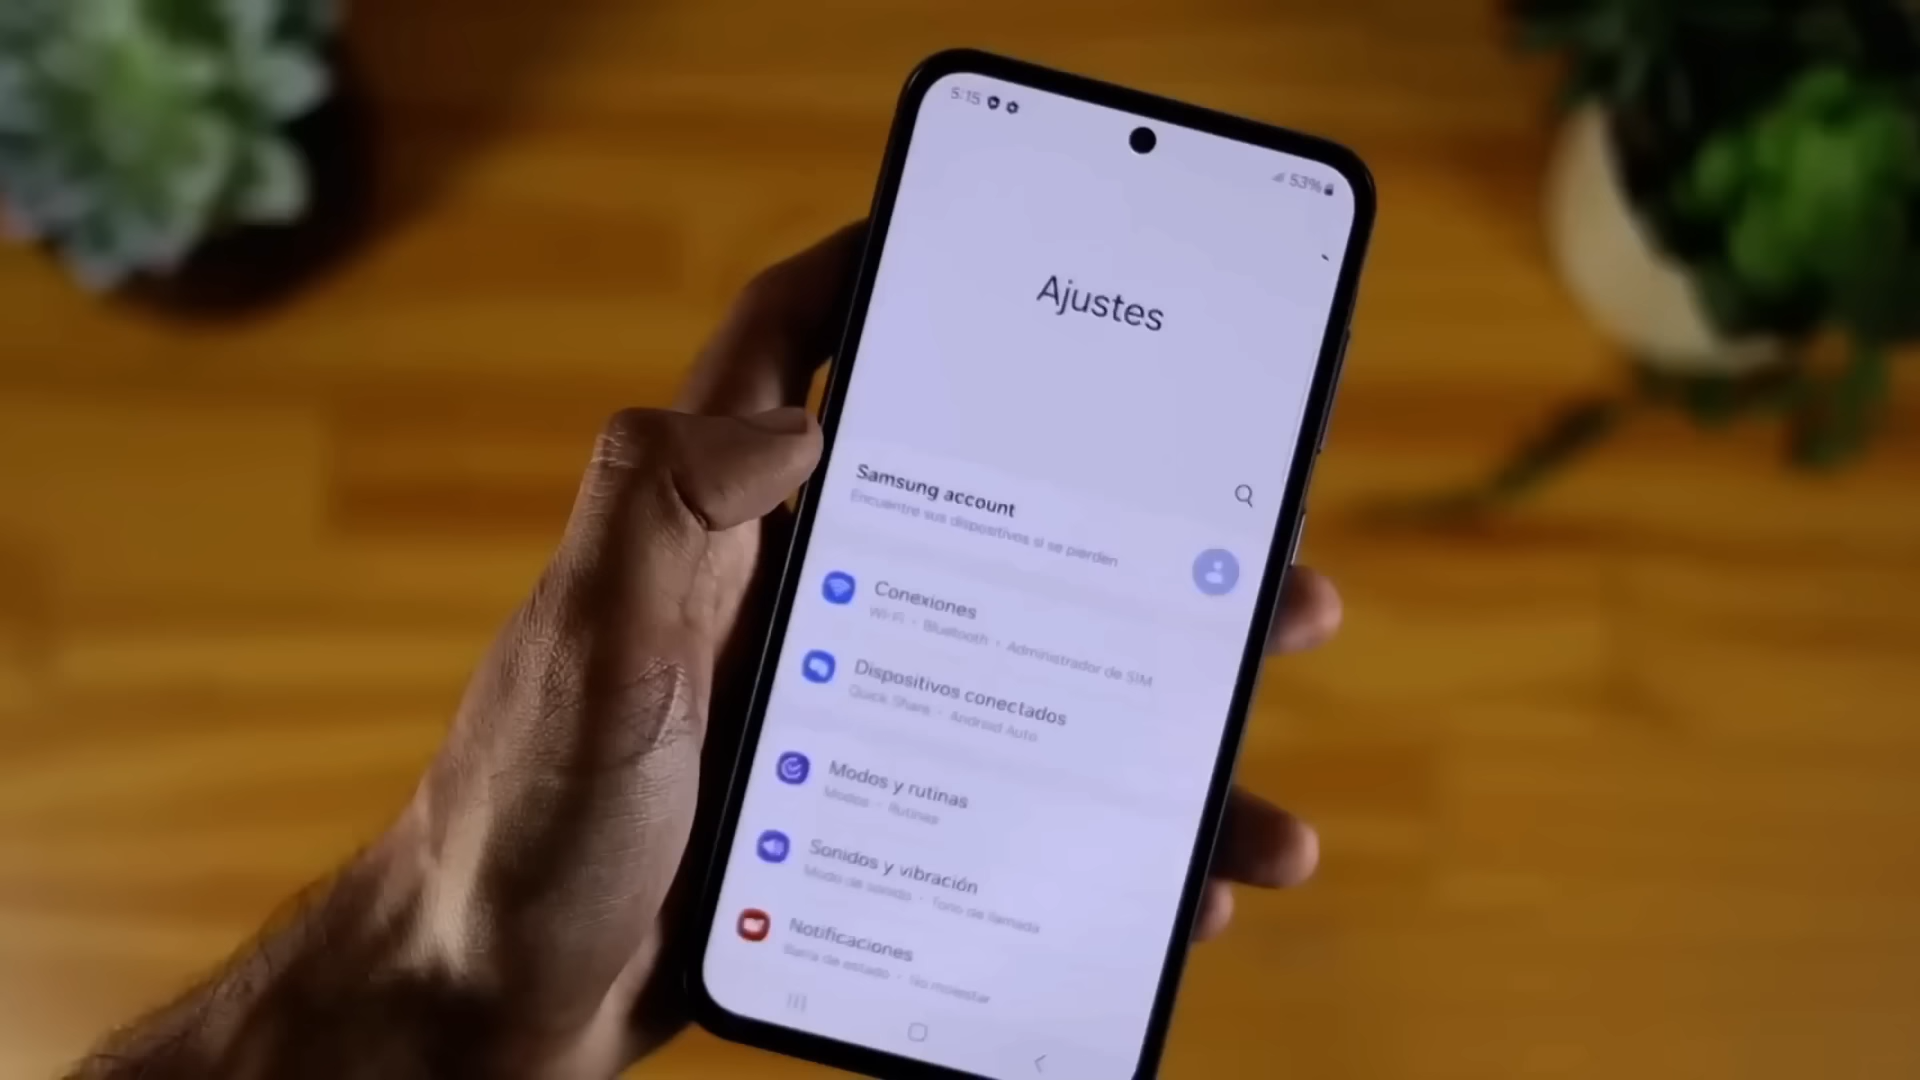 5:15
53%
Ajustes
Samsung account
Encuentre sus dispositivos si se pierden
Conexiones
Wi-Fi • Bluetooth • Administrador de SIM
Dispositivos conectados
Quick Share • Android Auto
Modos y rutinas
Modos • Rutinas
Sonidos y vibración
Modo de sonido • Tono de llamada
Notificaciones
Barra de estado • No molestar